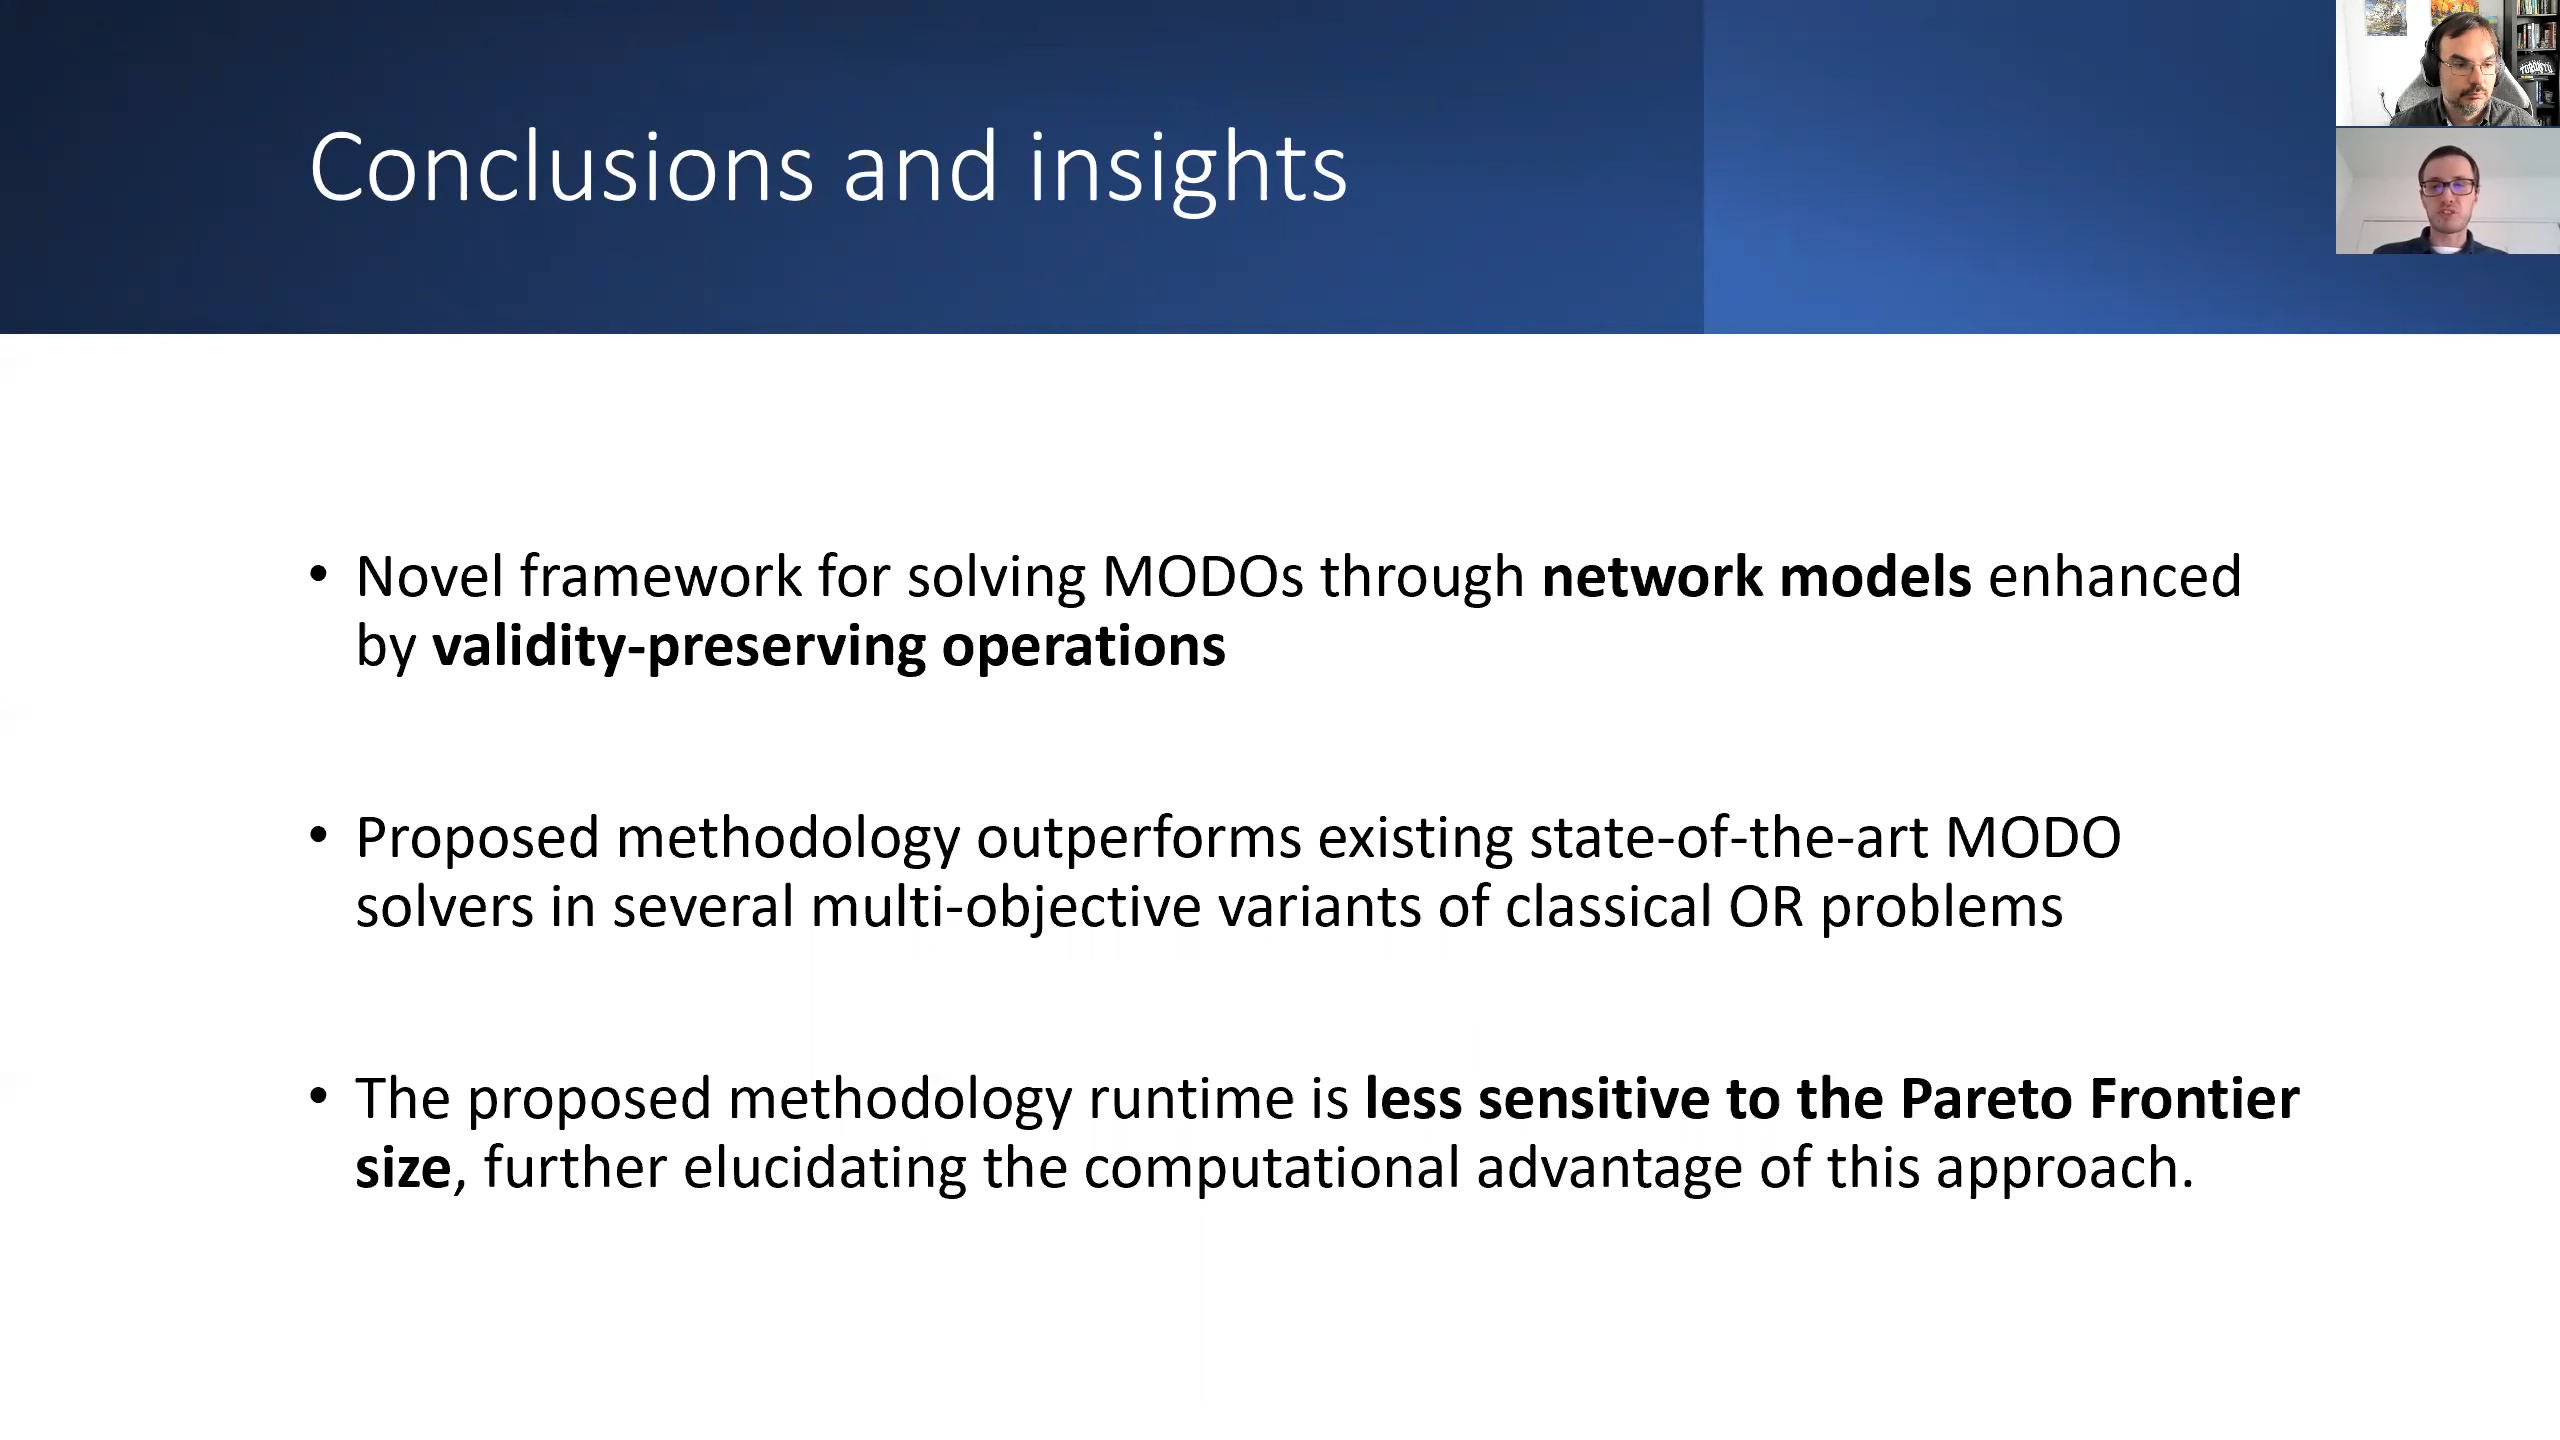 Conclusions and insights
• Novel framework for solving MODOs through network models enhanced
by validity-preserving operations
• Proposed methodology outperforms existing state-of-the-art MODO
solvers in several multi-objective variants of classical OR problems
• The proposed methodology runtime is less sensitive to the Pareto Frontier
size, further elucidating the computational advantage of this approach.